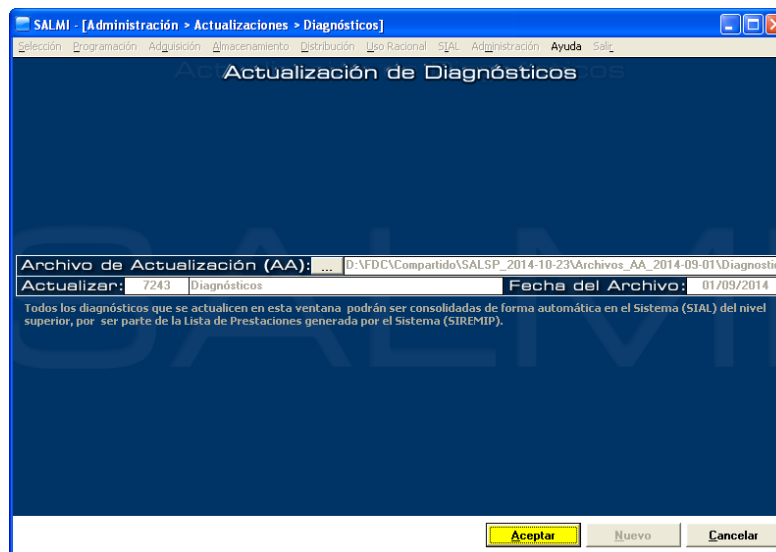 SALMI - [Administración > Actualizaciones > Diagnósticos]
Selección Programación Adquisición Almacenamiento Distribución Uso Racional SIAL Administración Ayuda Salir
Actualización de Diagnósticos
Archivo de Actualización (AA): ... D:\FDC\Compartido\SALSP_2014-10-23\Archivos_AA_2014-09-01\Diagnostic
Actualizar: 7243 Diagnósticos Fecha del Archivo: 01/09/2014
Todos los diagnósticos que se actualicen en esta ventana podrán ser consolidadas de forma automática en el Sistema (SIAL) del nivel
superior, por ser parte de la Lista de Prestaciones generada por el Sistema (SIREMIP).
SALMI
Aceptar Nuevo Cancelar